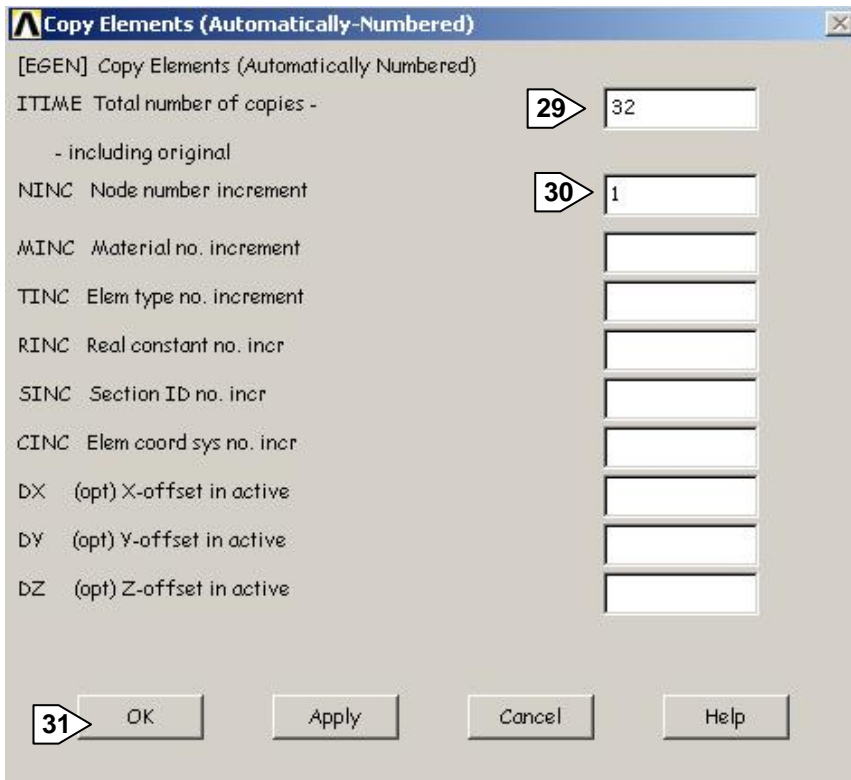 Copy Elements (Automatically-Numbered)
[EGEN] Copy Elements (Automatically Numbered)
ITIME Total number of copies -
29
32
- including original
NINC Node number increment
30
1
MINC Material no. increment
TINC Elem type no. increment
RINC Real constant no. incr
SINC Section ID no. incr
CINC Elem coord sys no. incr
DX (opt) X-offset in active
DY (opt) Y-offset in active
DZ (opt) Z-offset in active
31
OK
Apply
Cancel
Help